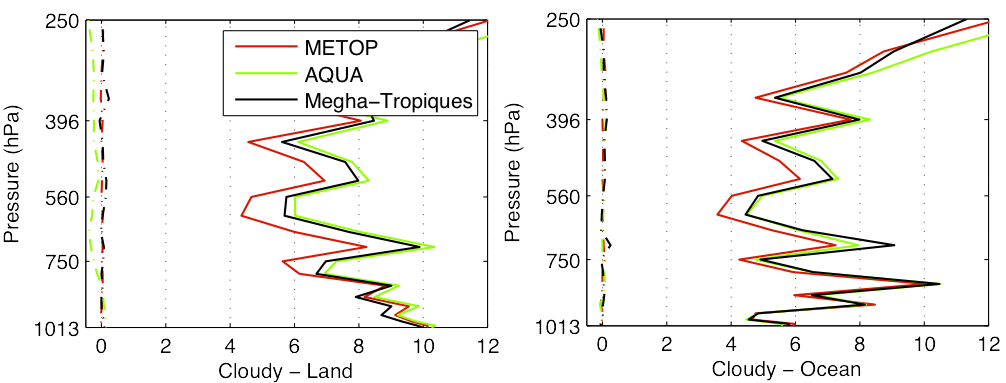 250
396
560
750
1013
Pressure (hPa)
0 2 4 6 8 10 12
Cloudy – Land
METOP
AQUA
Megha–Tropiques
250
396
560
750
1013
Pressure (hPa)
0 2 4 6 8 10 12
Cloudy – Ocean